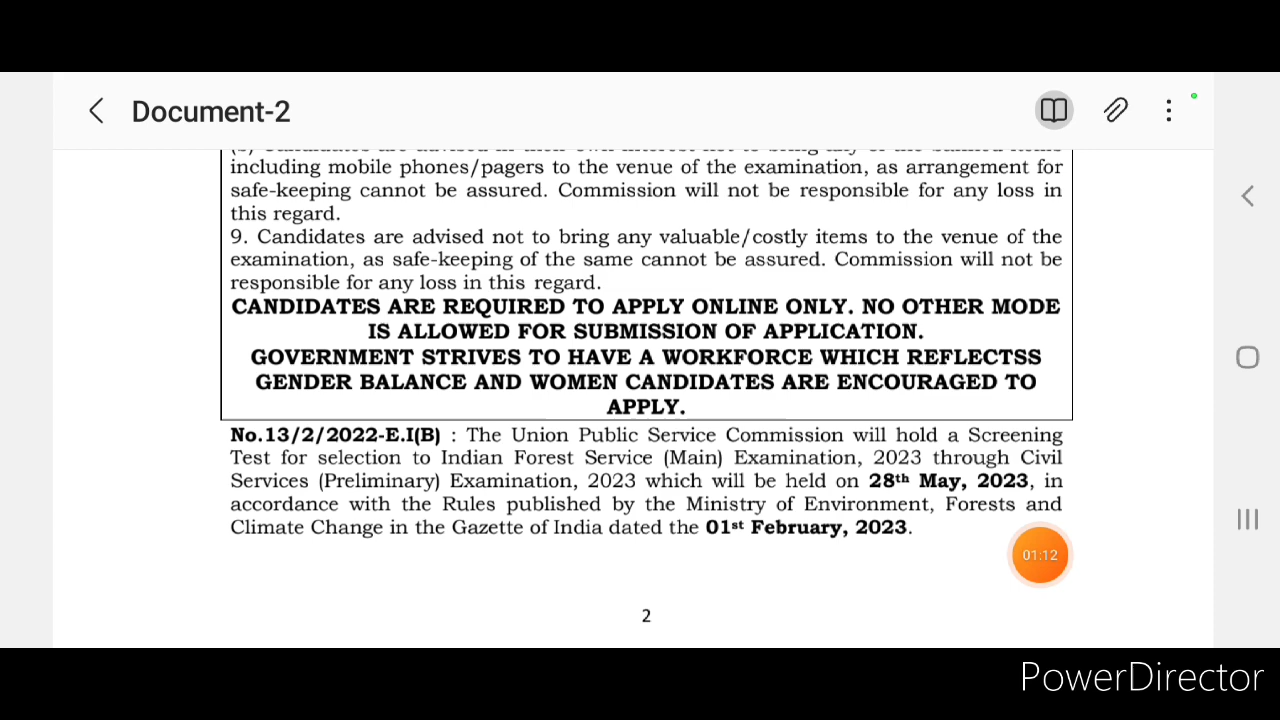 Document-2
including mobile phones/pagers to the venue of the examination, as arrangement for
safe-keeping cannot be assured. Commission will not be responsible for any loss in
this regard.
9. Candidates are advised not to bring any valuable/costly items to the venue of the
examination, as safe-keeping of the same cannot be assured. Commission will not be
responsible for any loss in this regard.
CANDIDATES ARE REQUIRED TO APPLY ONLINE ONLY. NO OTHER MODE
IS ALLOWED FOR SUBMISSION OF APPLICATION.
GOVERNMENT STRIVES TO HAVE A WORKFORCE WHICH REFLECTSS
GENDER BALANCE AND WOMEN CANDIDATES ARE ENCOURAGED TO
APPLY.
No.13/2/2022-E.I(B) : The Union Public Service Commission will hold a Screening
Test for selection to Indian Forest Service (Main) Examination, 2023 through Civil
Services (Preliminary) Examination, 2023 which will be held on 28th May, 2023, in
accordance with the Rules published by the Ministry of Environment, Forests and
Climate Change in the Gazette of India dated the 01st February, 2023.
01:12
2
PowerDirector